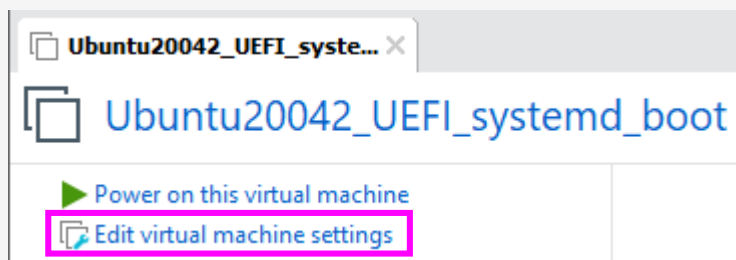 Ubuntu20042_UEFI_syste...
Ubuntu20042_UEFI_systemd_boot
Power on this virtual machine
Edit virtual machine settings